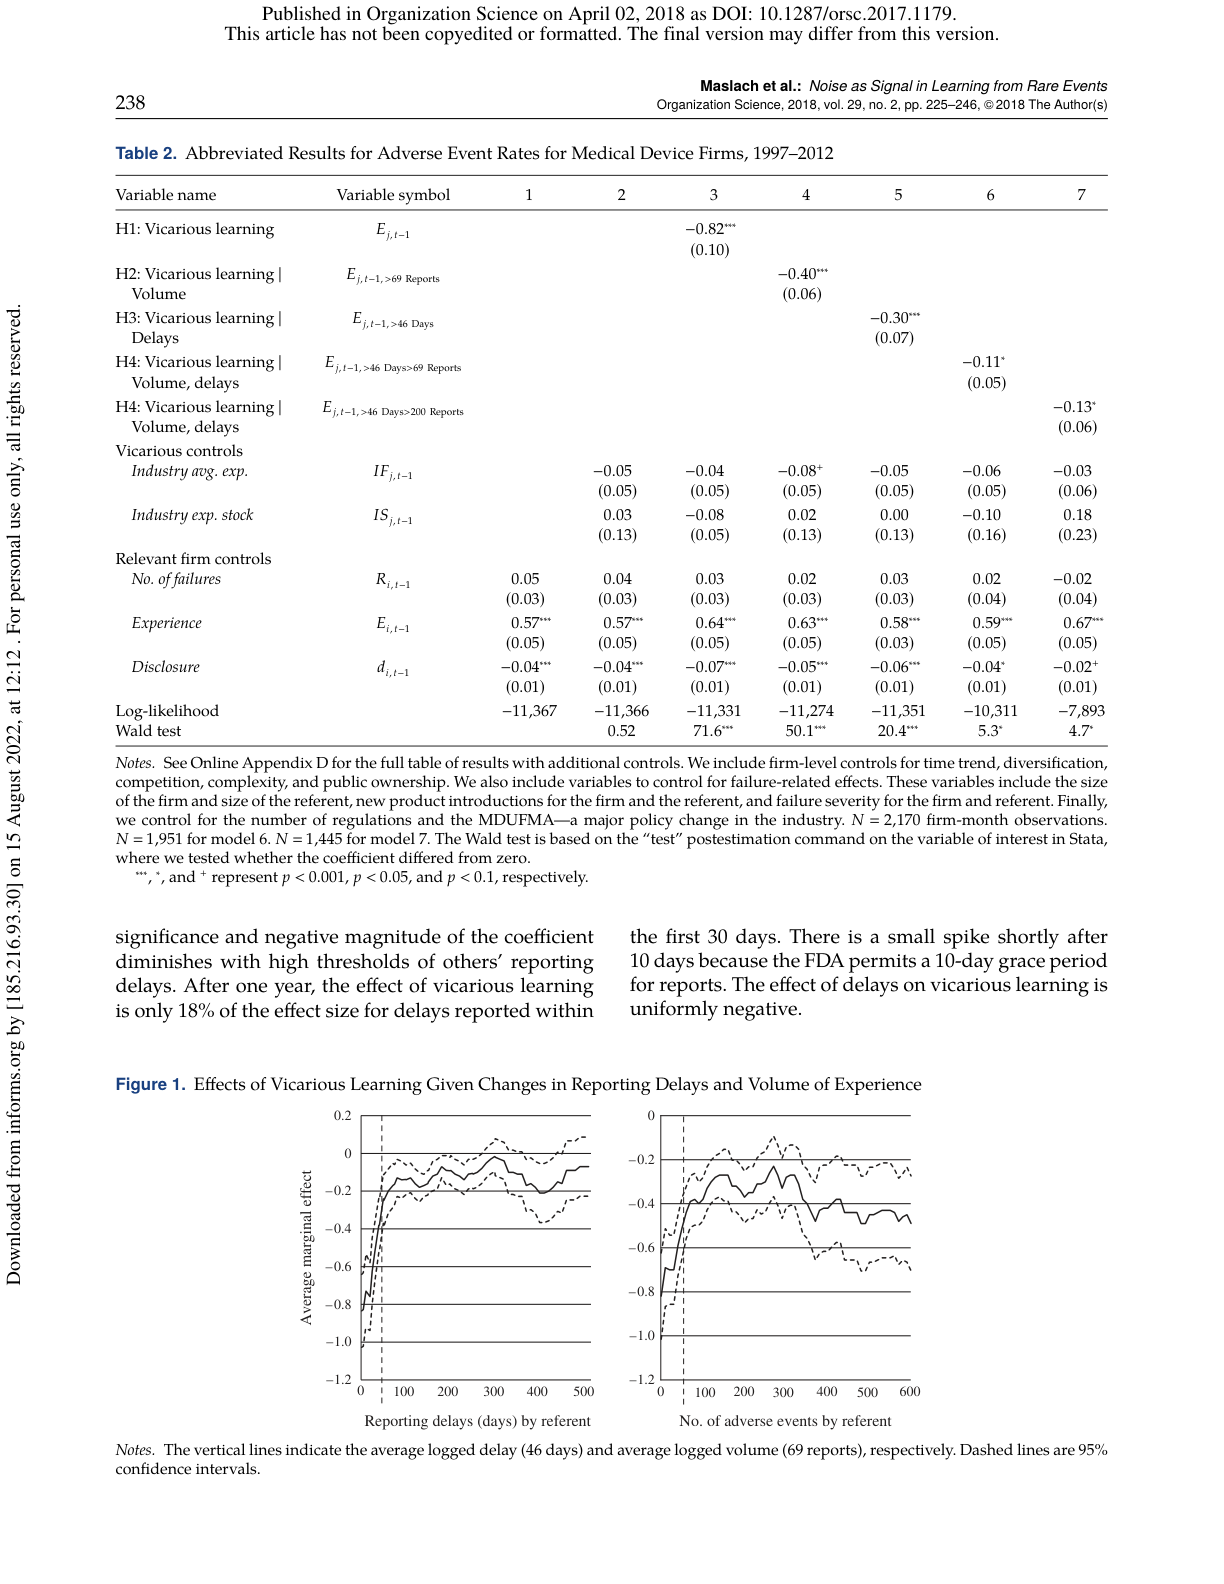 Published in Organization Science on April 02, 2018 as DOI: 10.1287/orsc.2017.1179.
This article has not been copyedited or formatted. The final version may differ from this version.
Maslach et al.: Noise as Signal in Learning from Rare Events
238 Organization Science, 2018, vol. 29, no. 2, pp. 225–246, © 2018 The Author(s)
Table 2. Abbreviated Results for Adverse Event Rates for Medical Device Firms, 1997–2012
Variable name Variable symbol 1 2 3 4 5 6 7
H1: Vicarious learning E j, t−1 −0.82***
(0.10)
H2: Vicarious learning | E j, t−1, >69 Reports −0.40***
Volume (0.06)
H3: Vicarious learning | E j, t−1, >46 Days −0.30***
Delays (0.07)
H4: Vicarious learning | E j, t−1, >46 Days>69 Reports −0.11*
Volume, delays (0.05)
H4: Vicarious learning | E j, t−1, >46 Days>200 Reports −0.13*
Volume, delays (0.06)
Vicarious controls
Industry avg. exp. IF j, t−1 −0.05 −0.04 −0.08+ −0.05 −0.06 −0.03
(0.05) (0.05) (0.05) (0.05) (0.05) (0.06)
Industry exp. stock IS j, t−1 0.03 −0.08 0.02 0.00 −0.10 0.18
(0.13) (0.05) (0.13) (0.13) (0.16) (0.23)
Relevant firm controls
No. of failures R i, t−1 0.05 0.04 0.03 0.02 0.03 0.02 −0.02
(0.03) (0.03) (0.03) (0.03) (0.03) (0.04) (0.04)
Experience E i, t−1 0.57*** 0.57*** 0.64*** 0.63*** 0.58*** 0.59*** 0.67***
(0.05) (0.05) (0.05) (0.05) (0.03) (0.05) (0.05)
Disclosure d i, t−1 −0.04*** −0.04*** −0.07*** −0.05*** −0.06*** −0.04* −0.02+
(0.01) (0.01) (0.01) (0.01) (0.01) (0.01) (0.01)
Log-likelihood −11,367 −11,366 −11,331 −11,274 −11,351 −10,311 −7,893
Wald test 0.52 71.6*** 50.1*** 20.4*** 5.3* 4.7*
Notes. See Online Appendix D for the full table of results with additional controls. We include firm-level controls for time trend, diversification,
competition, complexity, and public ownership. We also include variables to control for failure-related effects. These variables include the size
of the firm and size of the referent, new product introductions for the firm and the referent, and failure severity for the firm and referent. Finally,
we control for the number of regulations and the MDUFMA—a major policy change in the industry. N = 2,170 firm-month observations.
N = 1,951 for model 6. N = 1,445 for model 7. The Wald test is based on the “test” postestimation command on the variable of interest in Stata,
where we tested whether the coefficient differed from zero.
***, *, and + represent p < 0.001, p < 0.05, and p < 0.1, respectively.
significance and negative magnitude of the coefficient
diminishes with high thresholds of others’ reporting
delays. After one year, the effect of vicarious learning
is only 18% of the effect size for delays reported within
the first 30 days. There is a small spike shortly after
10 days because the FDA permits a 10-day grace period
for reports. The effect of delays on vicarious learning is
uniformly negative.
Figure 1. Effects of Vicarious Learning Given Changes in Reporting Delays and Volume of Experience
Average marginal effect
0.2
0
−0.2
−0.4
−0.6
−0.8
−1.0
−1.2
0 100 200 300 400 500
Reporting delays (days) by referent
0
−0.2
−0.4
−0.6
−0.8
−1.0
−1.2
0 100 200 300 400 500 600
No. of adverse events by referent
Notes. The vertical lines indicate the average logged delay (46 days) and average logged volume (69 reports), respectively. Dashed lines are 95%
confidence intervals.
Downloaded from informs.org by [185.216.93.30] on 15 August 2022, at 12:12 . For personal use only, all rights reserved.